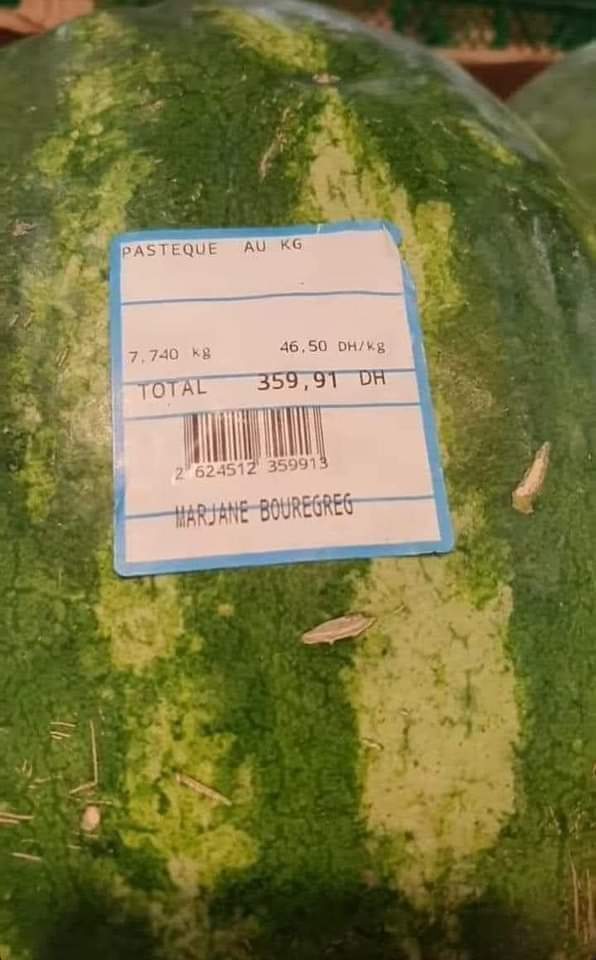 PASTEQUE AU KG
7,740 kg 46,50 DH/kg
TOTAL 359,91 DH
2 624512 359913
MARJANE BOUREGREG